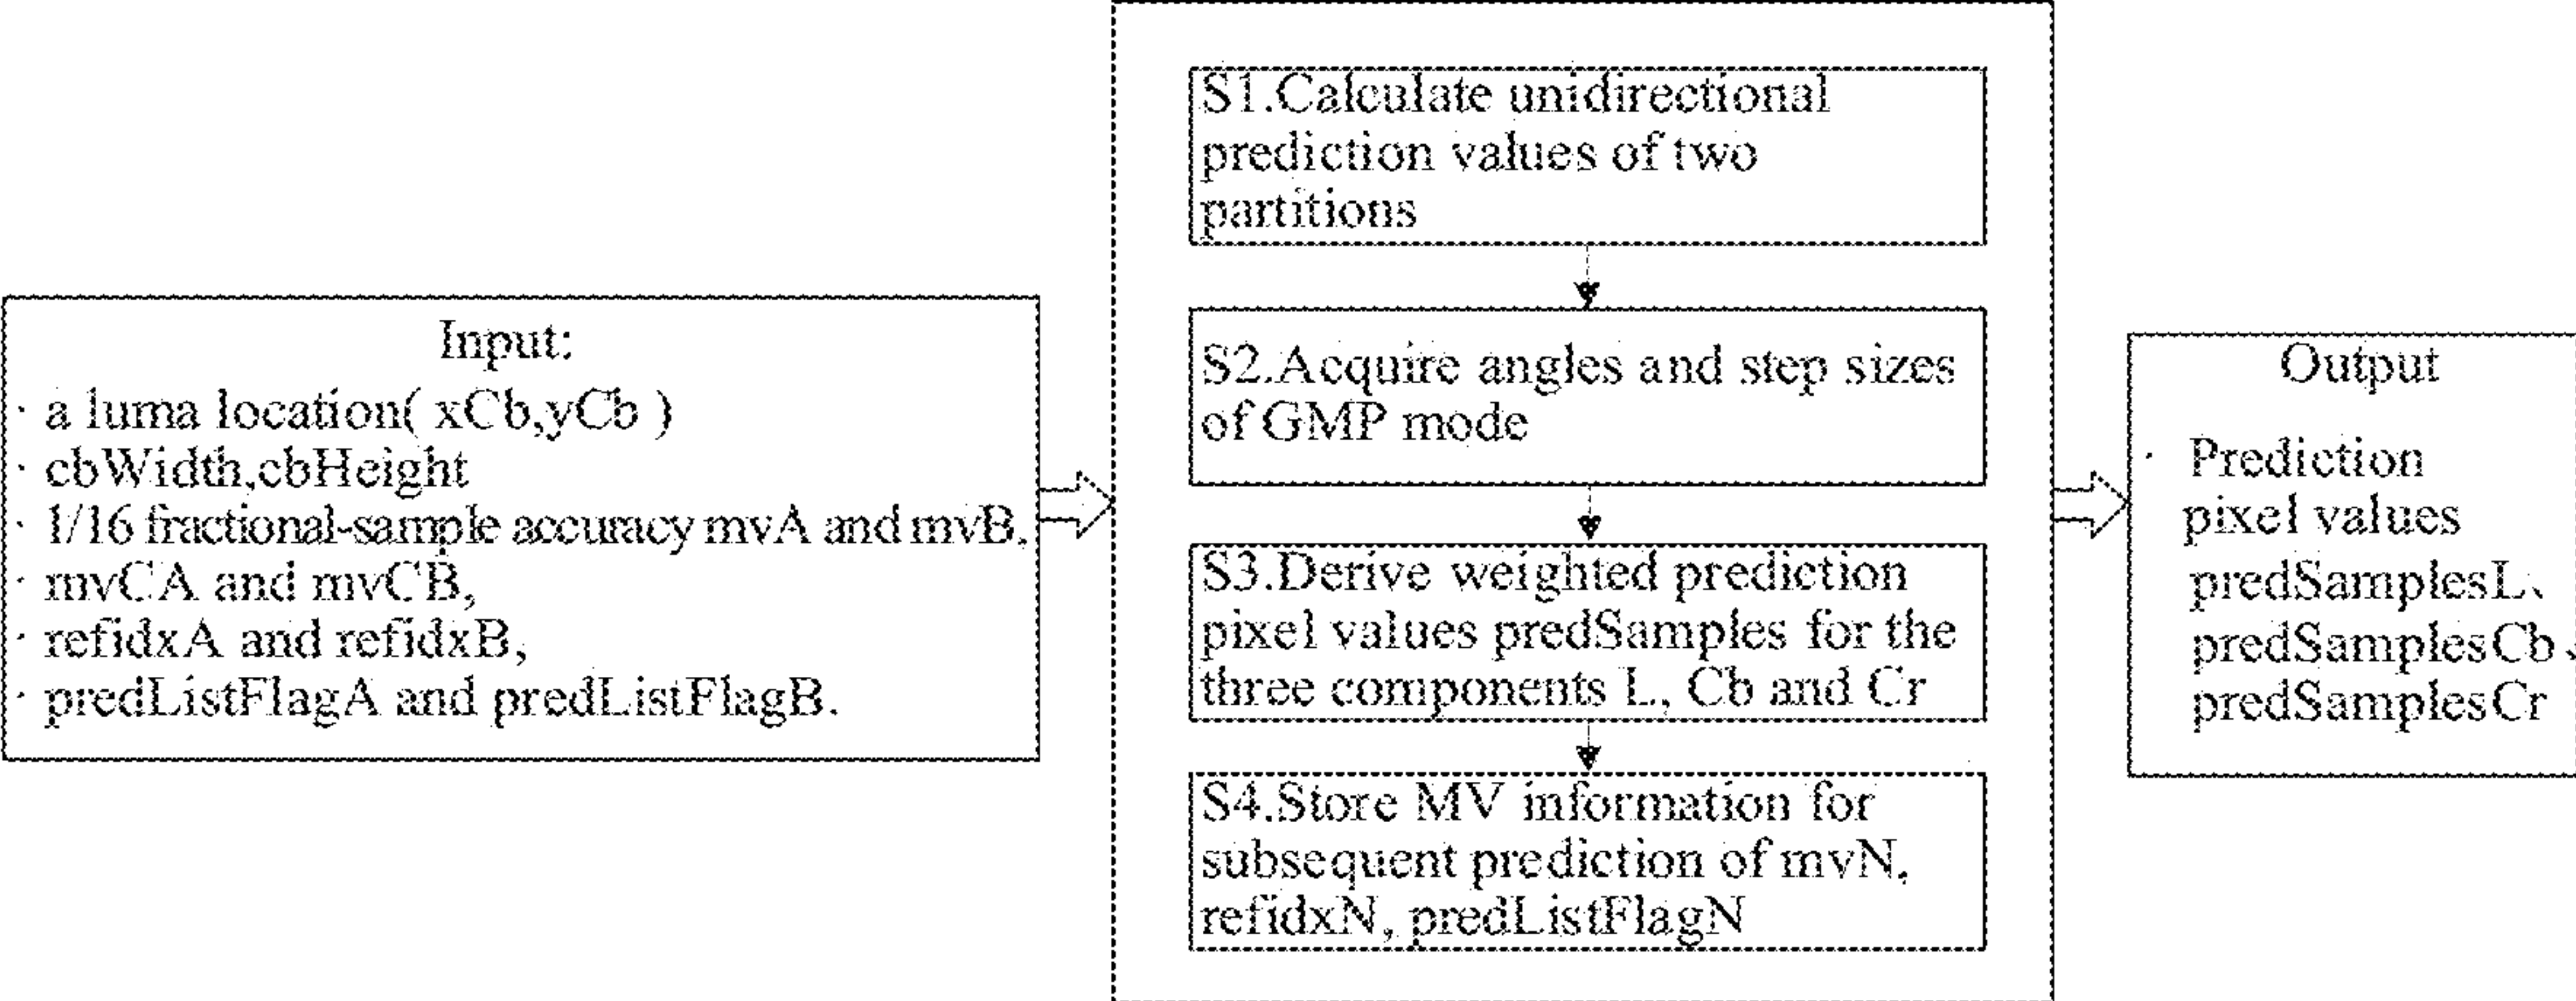 Input:
· a luma location( xCb,yCb )
· cbWidth,cbHeight
· 1/16 fractional-sample accuracy mvA and mvB,
· mvCA and mvCB,
· refidxA and refidxB,
· predListFlagA and predListFlagB.
S1.Calculate unidirectional
prediction values of two
partitions
S2.Acquire angles and step sizes
of GMP mode
S3.Derive weighted prediction
pixel values predSamples for the
three components L, Cb and Cr
S4.Store MV information for
subsequent prediction of mvN,
refidxN, predListFlagN
Output
· Prediction
pixel values
predSamplesL、
predSamplesCb、
predSamplesCr